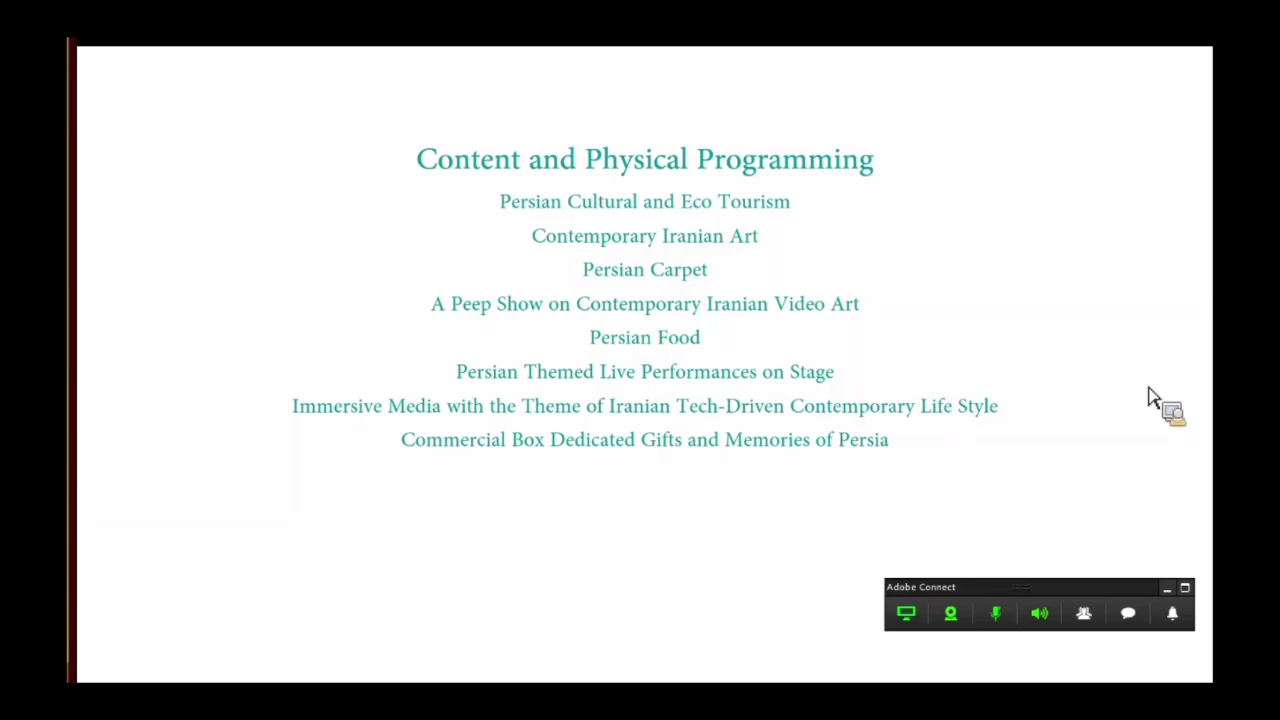 Content and Physical Programming
Persian Cultural and Eco Tourism
Contemporary Iranian Art
Persian Carpet
A Peep Show on Contemporary Iranian Video Art
Persian Food
Persian Themed Live Performances on Stage
Immersive Media with the Theme of Iranian Tech-Driven Contemporary Life Style
Commercial Box Dedicated Gifts and Memories of Persia
Adobe Connect